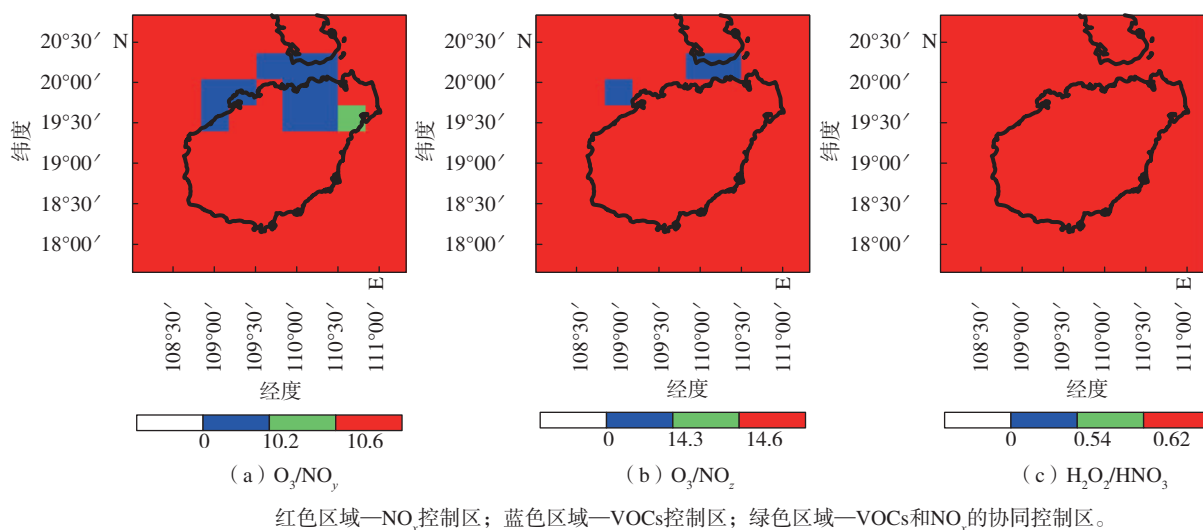 20°30′ N
20°00′
19°30′
19°00′
18°30′
18°00′
纬度
108°30′
109°00′
109°30′
110°00′
110°30′
111°00′ E
经度
0 10.2 10.6
(a) O₃/NOy
20°30′ N
20°00′
19°30′
19°00′
18°30′
18°00′
纬度
108°30′
109°00′
109°30′
110°00′
110°30′
111°00′ E
经度
0 14.3 14.6
(b) O₃/NOz
20°30′ N
20°00′
19°30′
19°00′
18°30′
18°00′
纬度
108°30′
109°00′
109°30′
110°00′
110°30′
111°00′ E
经度
0 0.54 0.62
(c) H₂O₂/HNO₃
红色区域—NOₓ控制区；蓝色区域—VOCs控制区；绿色区域—VOCs和NOₓ的协同控制区。